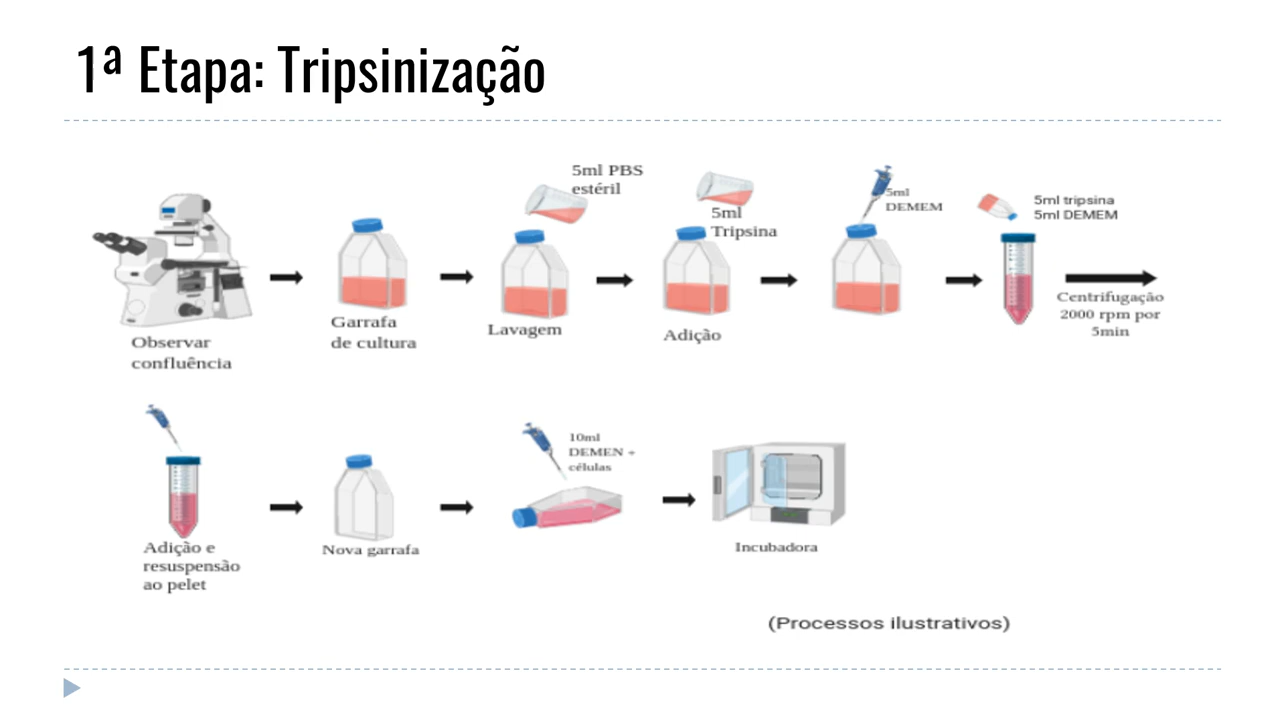 1ª Etapa: Tripsinização
5ml PBS
estéril
5ml
Tripsina
5ml
DEMEM
5ml tripsina
5ml DEMEM
Observar
confluência
Garrafa
de cultura
Lavagem
Adição
Centrifugação
2000 rpm por
5min
10ml
DEMEN +
células
Adição e
resuspensão
ao pelet
Nova garrafa
Incubadora
(Processos ilustrativos)